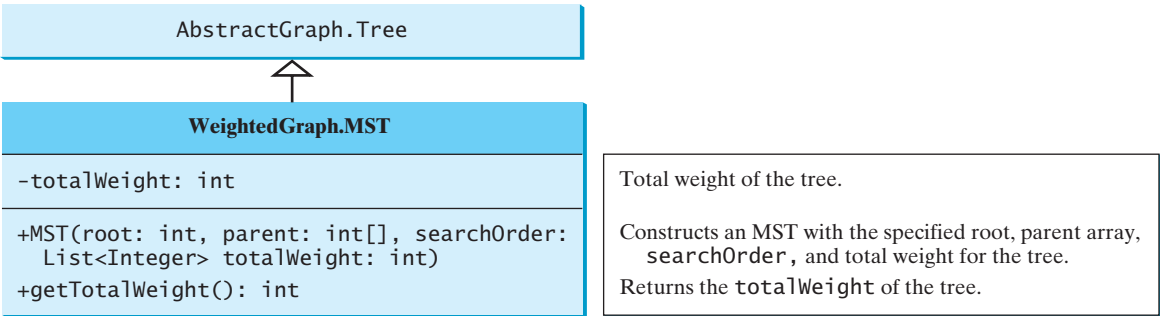 AbstractGraph.Tree
WeightedGraph.MST
-totalWeight: int
+MST(root: int, parent: int[], searchOrder:
List<Integer> totalWeight: int)
+getTotalWeight(): int
Total weight of the tree.
Constructs an MST with the specified root, parent array,
searchOrder, and total weight for the tree.
Returns the totalWeight of the tree.